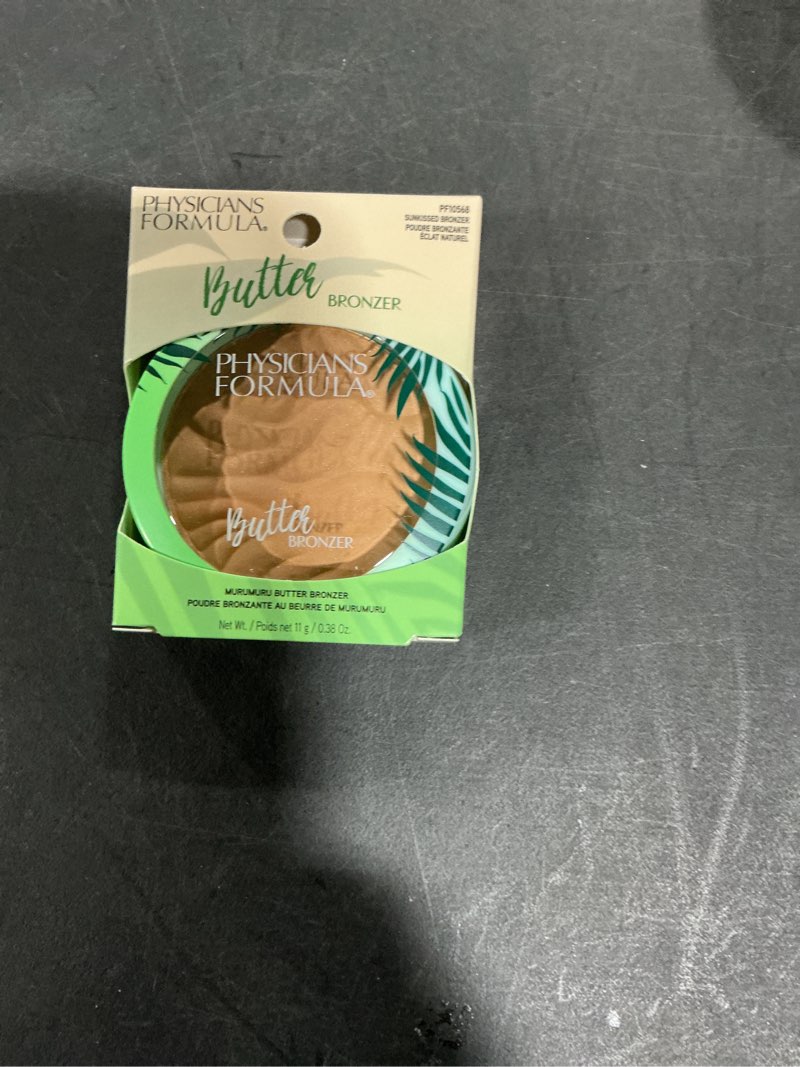 PHYSICIANS
FORMULA®
PF10568
SUNKISSED BRONZER
POUDRE BRONZANTE
ÉCLAT NATUREL
Butter BRONZER
PHYSICIANS
FORMULA®
Butter
BRONZER
MURUMURU BUTTER BRONZER
POUDRE BRONZANTE AU BEURRE DE MURUMURU
Net Wt. / Poids net 11 g / 0.38 Oz.